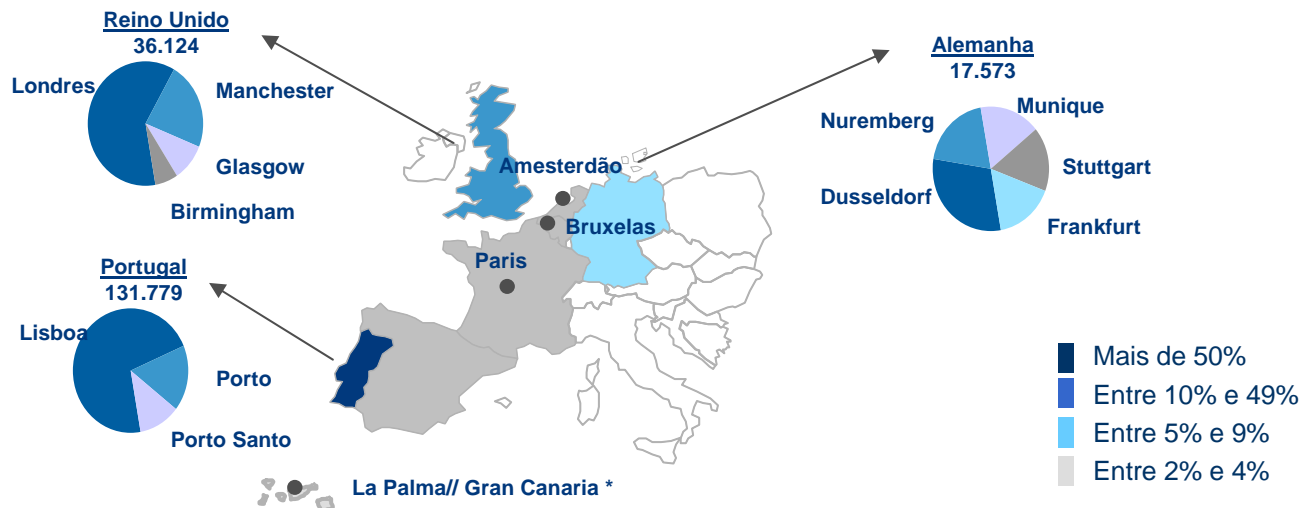 Reino Unido
36.124
Londres
Manchester
Glasgow
Birmingham
Alemanha
17.573
Nuremberg
Munique
Stuttgart
Dusseldorf
Frankfurt
Amesterdão
Bruxelas
Paris
Portugal
131.779
Lisboa
Porto
Porto Santo
La Palma// Gran Canaria *
Mais de 50%
Entre 10% e 49%
Entre 5% e 9%
Entre 2% e 4%